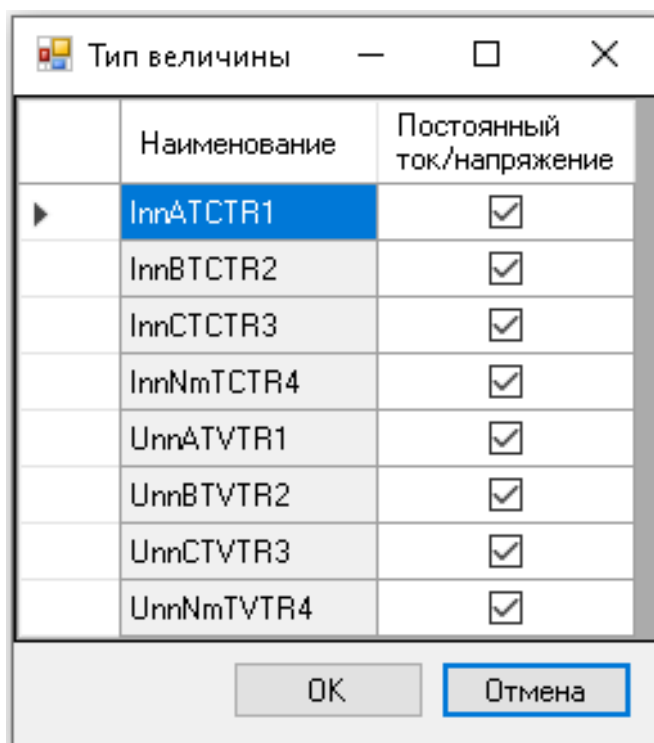 Тип величины
Наименование
Постоянный
ток/напряжение
InnATCTR1
InnBTCTR2
InnCTCTR3
InnNmTCTR4
UnnATVTR1
UnnBTVTR2
UnnCTVTR3
UnnNmTVTR4
OK
Отмена